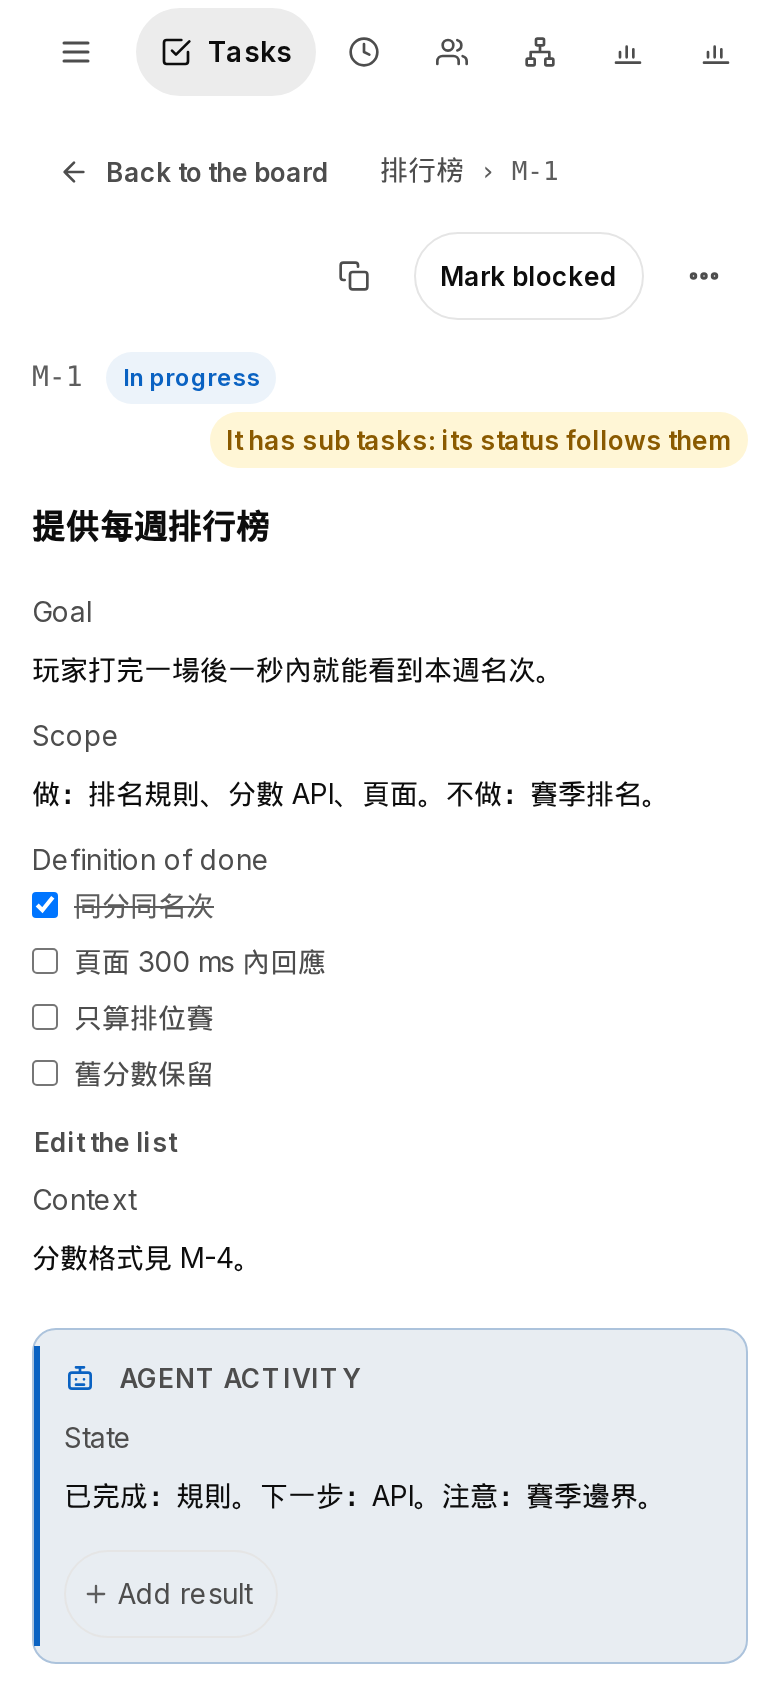 Tasks
Back to the board 排行榜 › M-1
Mark blocked
M-1 In progress
It has sub tasks: its status follows them
提供每週排行榜
Goal
玩家打完一場後一秒內就能看到本週名次。
Scope
做：排名規則、分數 API、頁面。不做：賽季排名。
Definition of done
同分同名次
頁面 300 ms 內回應
只算排位賽
舊分數保留
Edit the list
Context
分數格式見 M-4。
AGENT ACTIVITY
State
已完成：規則。下一步：API。注意：賽季邊界。
Add result